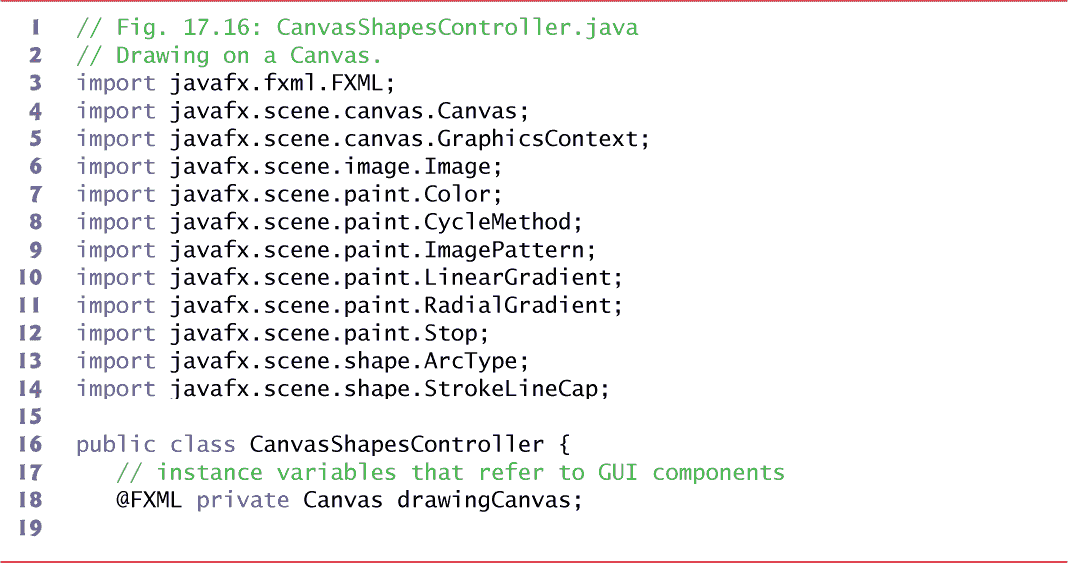 1 // Fig. 17.16: CanvasShapesController.java
2 // Drawing on a Canvas.
3 import javafx.fxml.FXML;
4 import javafx.scene.canvas.Canvas;
5 import javafx.scene.canvas.GraphicsContext;
6 import javafx.scene.image.Image;
7 import javafx.scene.paint.Color;
8 import javafx.scene.paint.CycleMethod;
9 import javafx.scene.paint.ImagePattern;
10 import javafx.scene.paint.LinearGradient;
11 import javafx.scene.paint.RadialGradient;
12 import javafx.scene.paint.Stop;
13 import javafx.scene.shape.ArcType;
14 import javafx.scene.shape.StrokeLineCap;
15
16 public class CanvasShapesController {
17    // instance variables that refer to GUI components
18    @FXML private Canvas drawingCanvas;
19